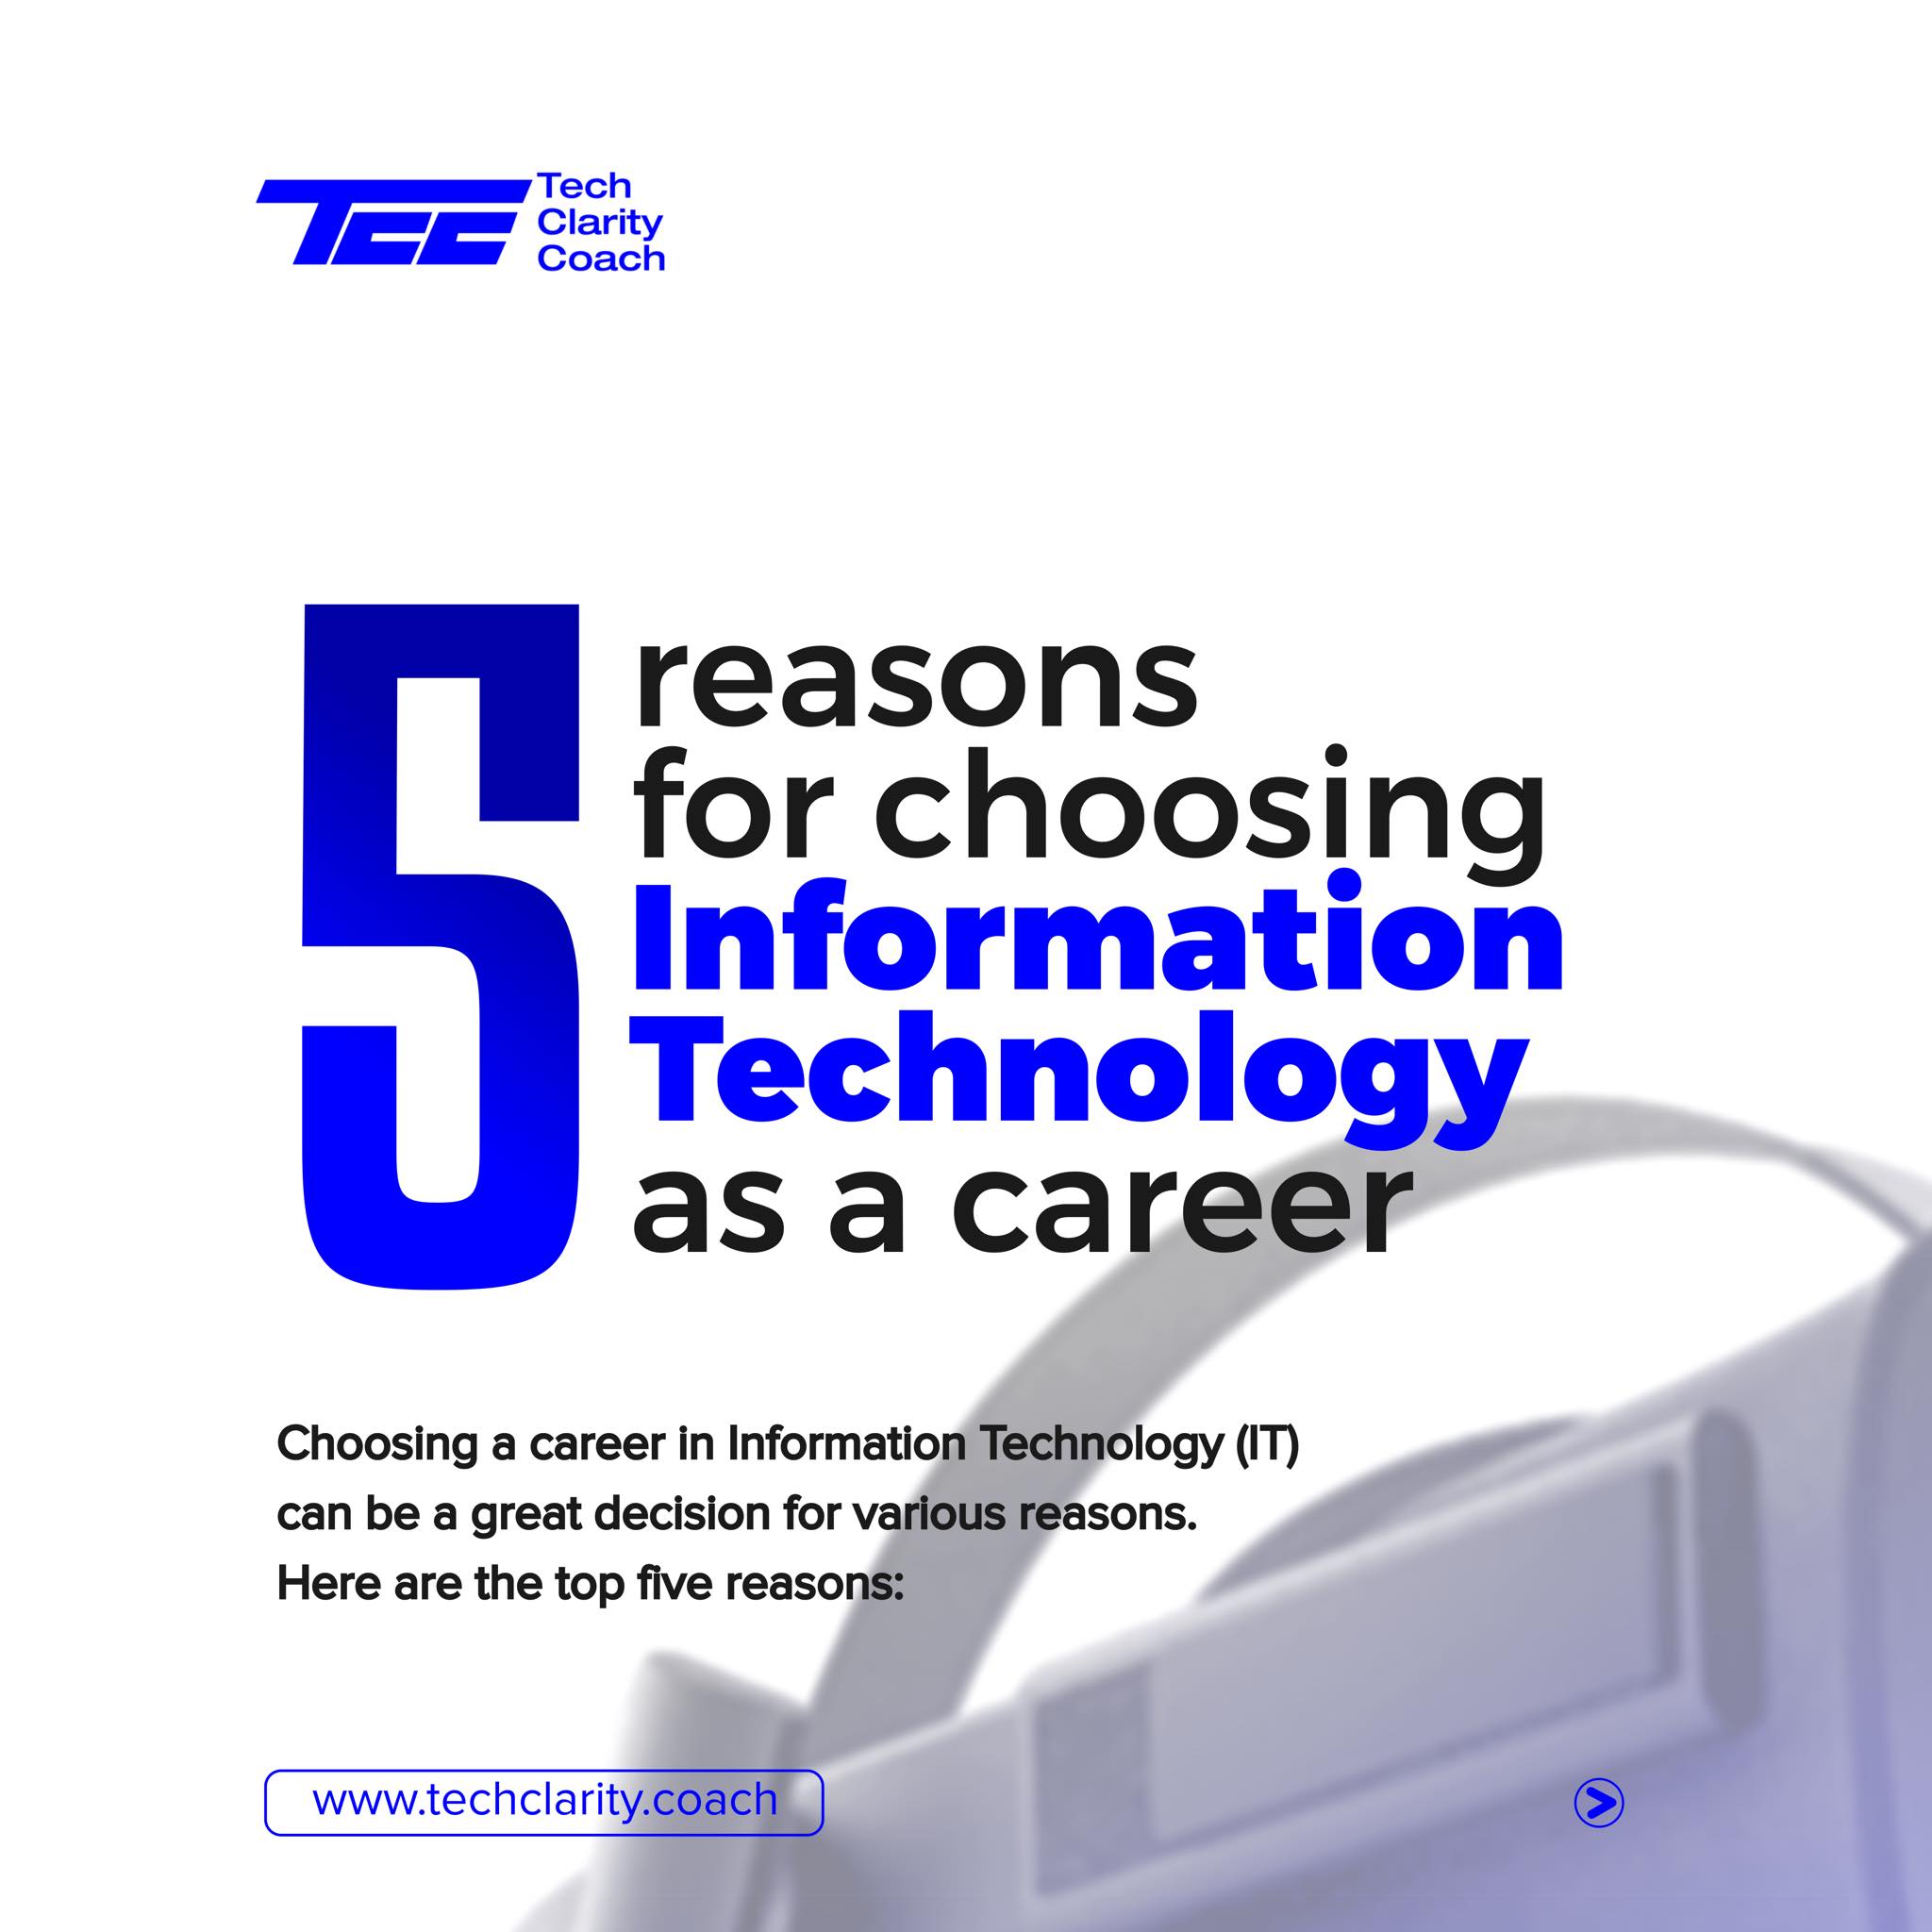 TEE
Tech
Clarity
Coach
5
reasons
for choosing
Information
Technology
as a career
Choosing a career in Information Technology (IT)
can be a great decision for various reasons.
Here are the top five reasons:
www.techclarity.coach